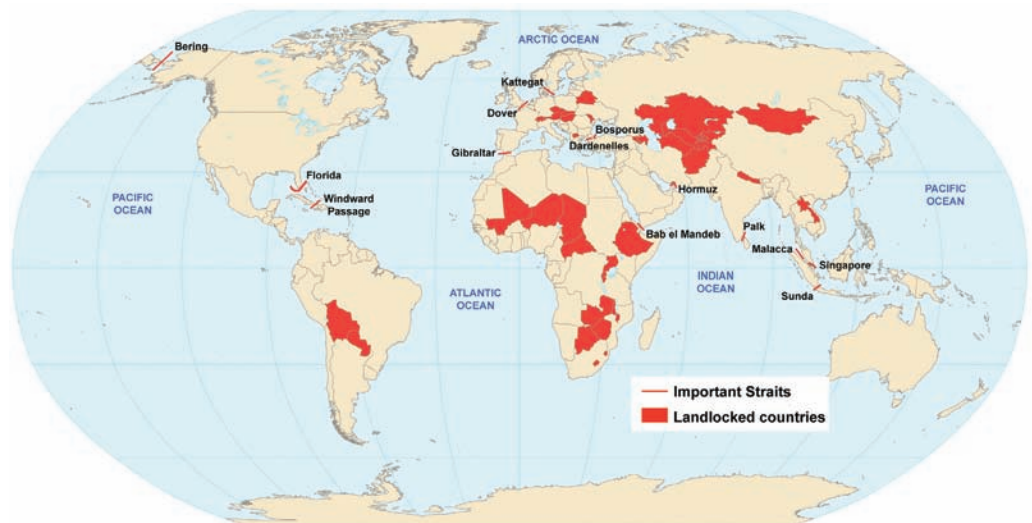 ARCTIC OCEAN
Bering
Kattegat
Dover
Bosporus
Dardenelles
Gibraltar
Florida
Hormuz
PACIFIC
OCEAN
PACIFIC
OCEAN
Windward
Passage
Palk
Bab el Mandeb
Malacca
Singapore
INDIAN
OCEAN
ATLANTIC
OCEAN
Sunda
Important Straits
Landlocked countries